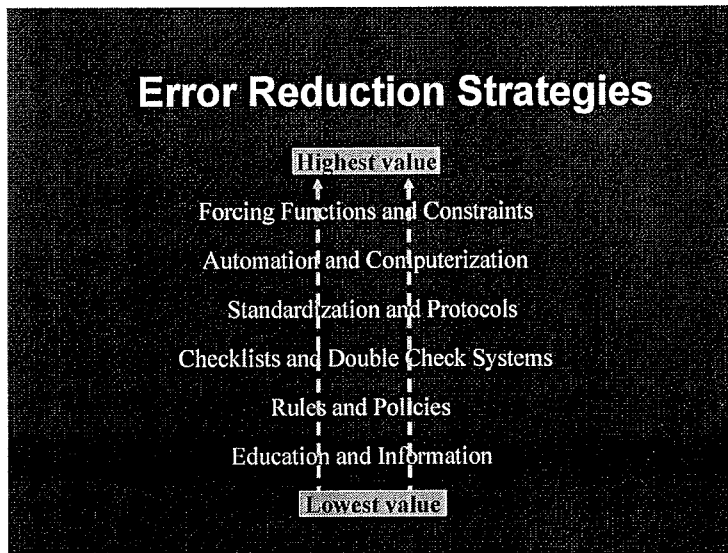 Error Reduction Strategies
Highest value
Forcing Functions and Constraints
Automation and Computerization
Standardization and Protocols
Checklists and Double Check Systems
Rules and Policies
Education and Information
Lowest value